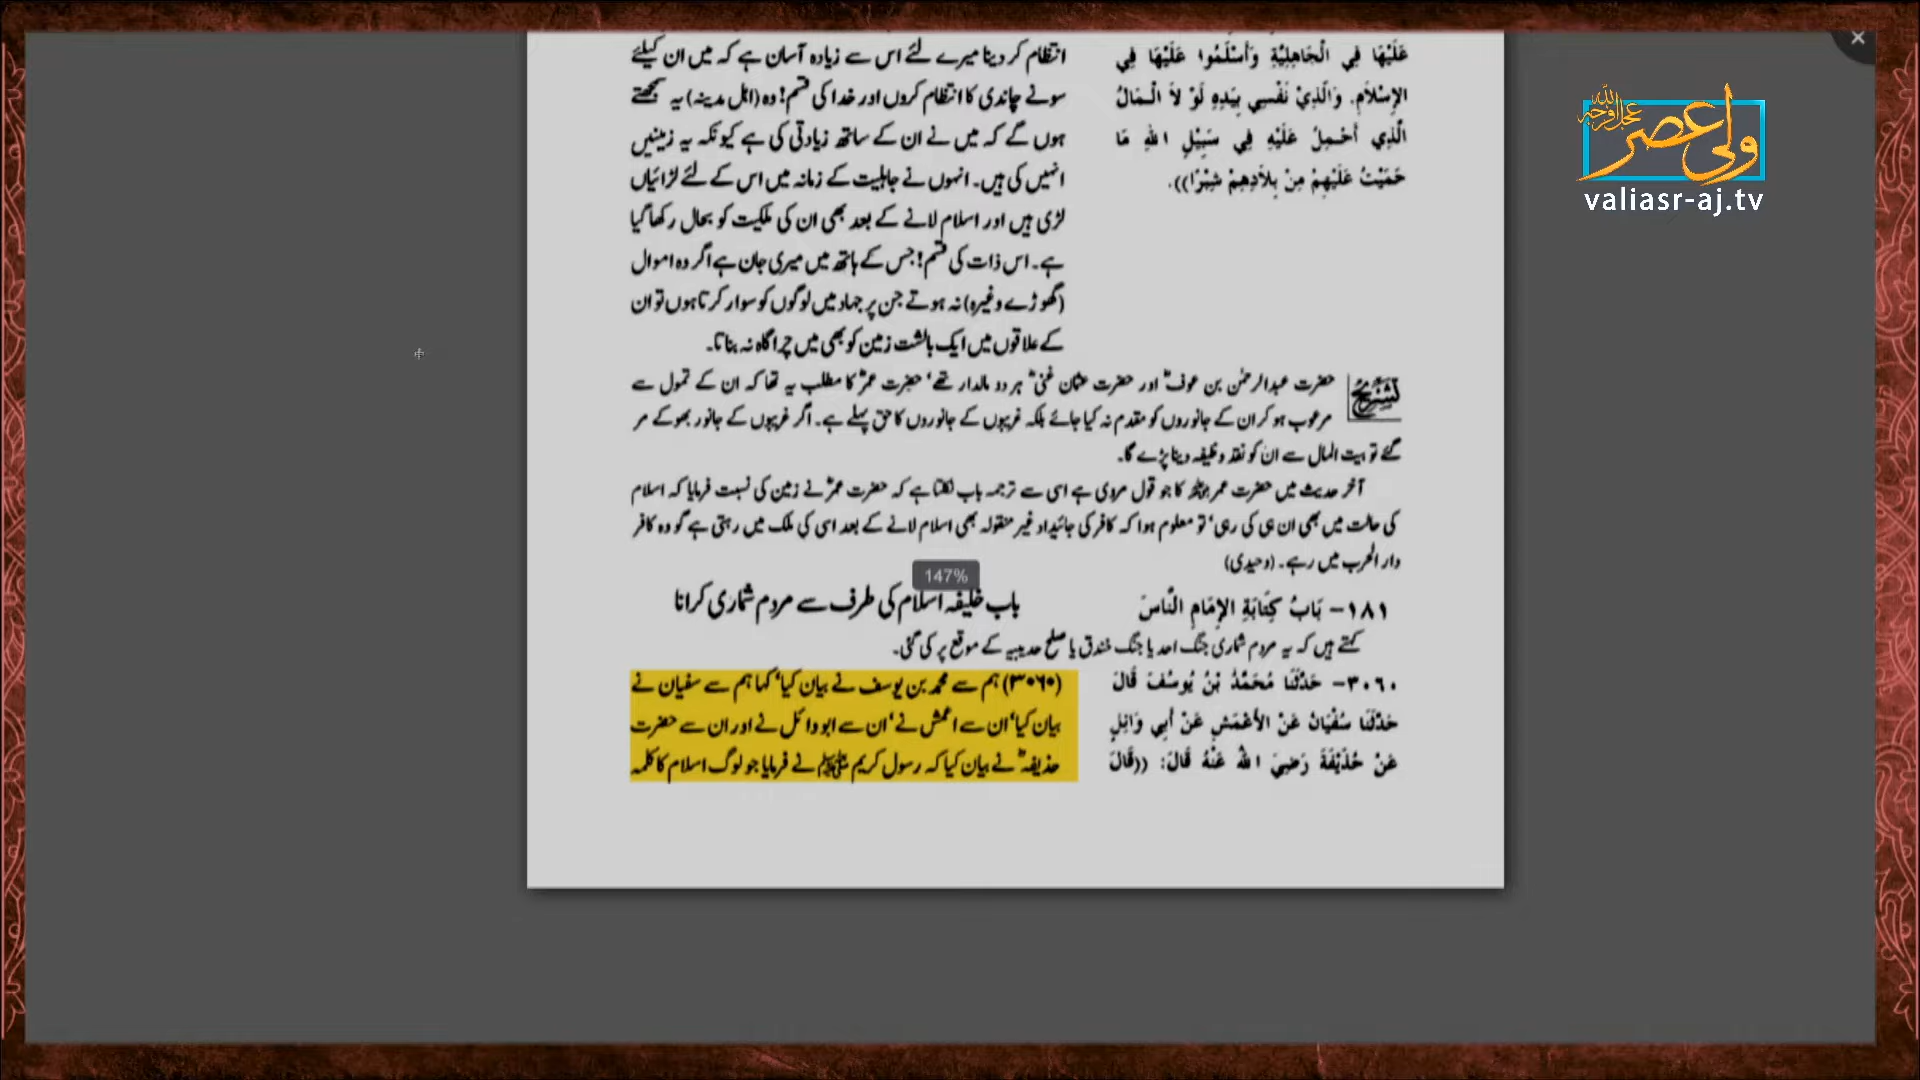 عَلَيْهَا فِي الْجَاهِلِيَّةِ وَأَسْلَمُوا عَلَيْهَا فِي
الإِسْلاَمِ. وَالَّذِيْ نَفْسِي بِيَدِهِ لَوْ لاَ الْـمَالُ
الَّذِي أَحْـمِلُ عَلَيْهِ فِي سَبِيْلِ اللهِ مَا
حَمَيْتُ عَلَيْهِمْ مِنْ بِلاَدِهِمْ شِبْرًا)).
انتظام کر دینا میرے لئے اس سے زیادہ آسان ہے کہ میں ان کیلئے
سونے چاندی کا انتظام کروں اور خدا کی قسم! وہ (اہل مدینہ) یہ سمجھتے
ہوں گے کہ میں نے ان کے ساتھ زیادتی کی ہے کیونکہ یہ زمینیں
انہیں کی ہیں۔ انہوں نے جاہلیت کے زمانہ میں اس کے لئے لڑائیاں
لڑی ہیں اور اسلام لانے کے بعد بھی ان کی ملکیت کو بحال رکھا گیا
ہے۔ اس ذات کی قسم! جس کے ہاتھ میں میری جان ہے اگر وہ اموال
(گھوڑے وغیرہ) نہ ہوتے جن پر جہاد میں لوگوں کو سوار کرتا ہوں تو ان
کے علاقوں میں ایک بالشت زمین کو بھی میں چراگاہ نہ بناتا۔
تشریح
حضرت عبدالرحمٰن بن عوفؓ اور حضرت عثمان غنیؓ ہر دو مالدار تھے' حضرت عمرؓ کا مطلب یہ تھا کہ ان کے تمول سے
مرعوب ہو کر ان کے جانوروں کو مقدم نہ کیا جائے بلکہ غریبوں کے جانوروں کا حق پہلے ہے۔ اگر غریبوں کے جانور بھوکے مر
گئے تو بیت المال سے ان کو نقد وظیفہ دینا پڑے گا۔
آخر حدیث میں حضرت عمر رضی اللہ عنہ کا جو قول مروی ہے اسی سے ترجمہ باب نکلتا ہے کہ حضرت عمرؓ نے زمین کی نسبت فرمایا کہ اسلام
کی حالت میں بھی ان ہی کی رہی' تو معلوم ہوا کہ کافر کی جائیداد غیر منقولہ بھی اسلام لانے کے بعد اسی کی ملک میں رہتی ہے گو وہ کافر
دار الحرب میں رہے۔ (وحیدی)
147%
١٨١- بَابُ كِتَابَةِ الإِمَامِ النَّاسَ
باب خلیفہ اسلام کی طرف سے مردم شماری کرانا
کہتے ہیں کہ یہ مردم شماری جنگ احد یا جنگ خندق یا صلح حدیبیہ کے موقع پر کی گئی۔
٣٠٦٠- حَدَّثَنَا مُحَمَّدُ بْنُ يُوسُفَ قَالَ
حَدَّثَنَا سُفْيَانُ عَنِ الأَعْمَشِ عَنْ أَبِي وَائِلٍ
عَنْ حُذَيْفَةَ رَضِيَ اللهُ عَنْهُ قَالَ: ((قَالَ
(۳۰۶۰) ہم سے محمد بن یوسف نے بیان کیا' کہا ہم سے سفیان نے
بیان کیا' ان سے اعمش نے' ان سے ابووائل نے اور ان سے حضرت
حذیفہؓ نے بیان کیا کہ رسول کریم ﷺ نے فرمایا جو لوگ اسلام کا کلمہ
ولی عصر
عجل الله فرجه
valiasr-aj.tv